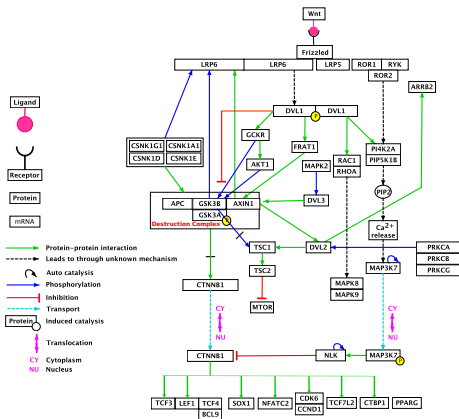 Wnt
Frizzled
LRP6 LRP6 LRP5 ROR1 RYK
ROR2
ARRB2
Ligand
DVL1 DVL1
P
GCKR
CSNK1G1 CSNK1A1
FRAT1
PI4K2A
CSNK1D CSNK1E
AKT1
MAPK2
RAC1
PIP5K1B
Receptor
RHOA
PIP2
Protein
APC GSK3B AXIN1
DVL3
GSK3A
mRNA
Destruction Complex
Ca2+
release
Protein-protein interaction
TSC1
DVL2
PRKCA
Leads to through unknown mechanism
PRKCB
Auto catalysis
TSC2
MAP3K7
PRKCG
Phosphorylation
CTNNB1
MAPK8
Inhibition
MAPK9
Transport
MTOR
Protein Induced catalysis
CY CY
Translocation
NU NU
CY Cytoplasm
CTNNB1
NLK
MAP3K7
P
NU Nucleus
TCF3 LEF1 TCF4 SOX1 NFATC2 CDK6 TCF7L2 CTBP1 PPARG
BCL9 CCND1